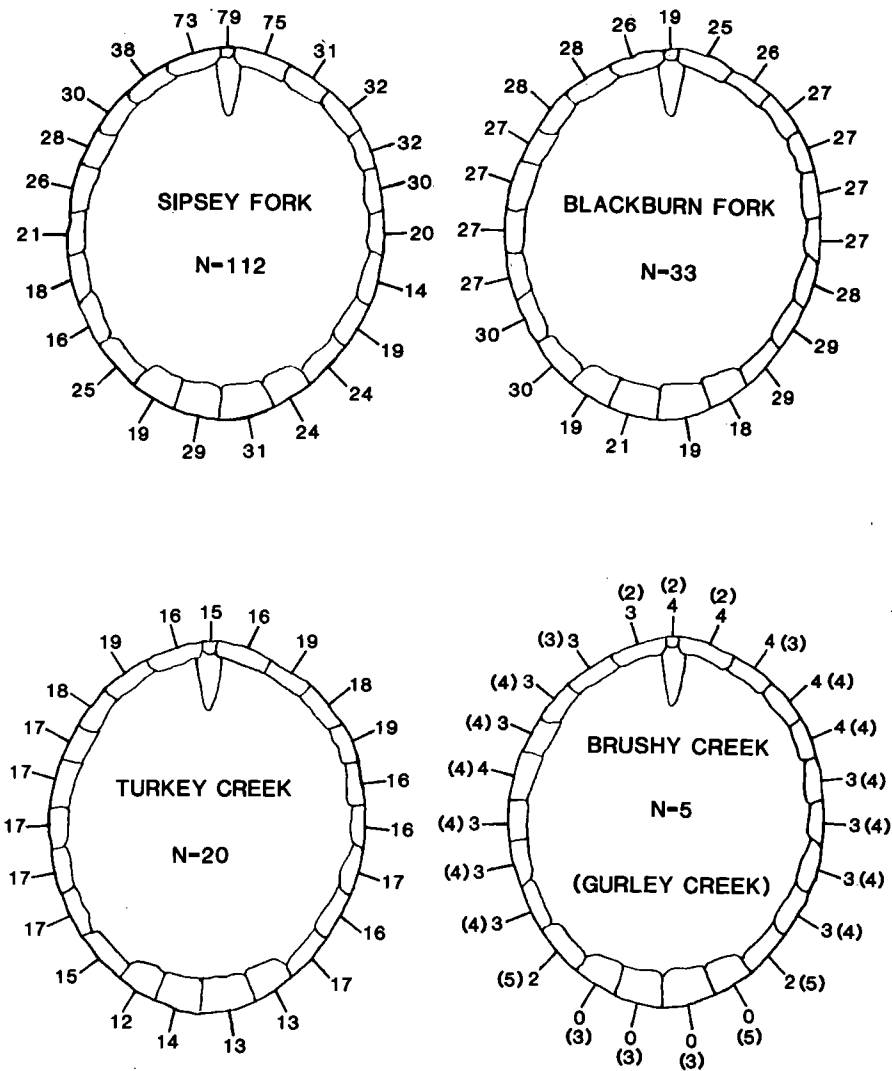 73 79 75
38 31
30 32
28 32
26 30
SIPSEY FORK
21 20
N-112
18 14
16 19
25 24
19 29 31 24
26 19 25
28 26
28 27
27 27
27 27
BLACKBURN FORK
27 27
N-33
27 28
30 29
30 29
19 21 19 18
16 15 16
19 19
18 18
17 19
17 16
TURKEY CREEK
17 16
N-20
17 17
17 16
15 17
12 14 13 13
(2) (2) (2)
3 4 4
(3) 3 4 (3)
(4) 3 4 (4)
(4) 3 4 (4)
BRUSHY CREEK
(4) 4 3 (4)
(4) 3 N-5 3 (4)
(4) 3 3 (4)
(GURLEY CREEK)
(4) 3 3 (4)
(5) 2 2 (5)
0 0 0 0
(3) (3) (3) (5)